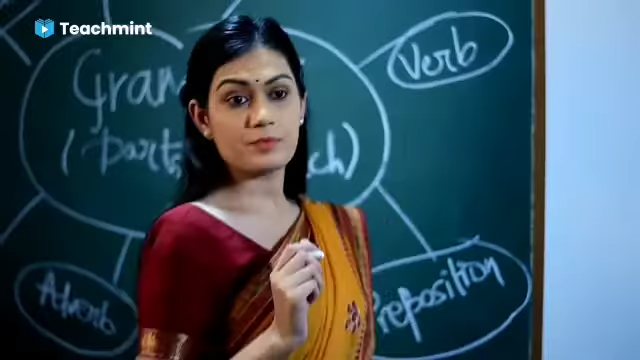 Teachmint
Verb
Gram
(parts ch)
Adverb
Preposition